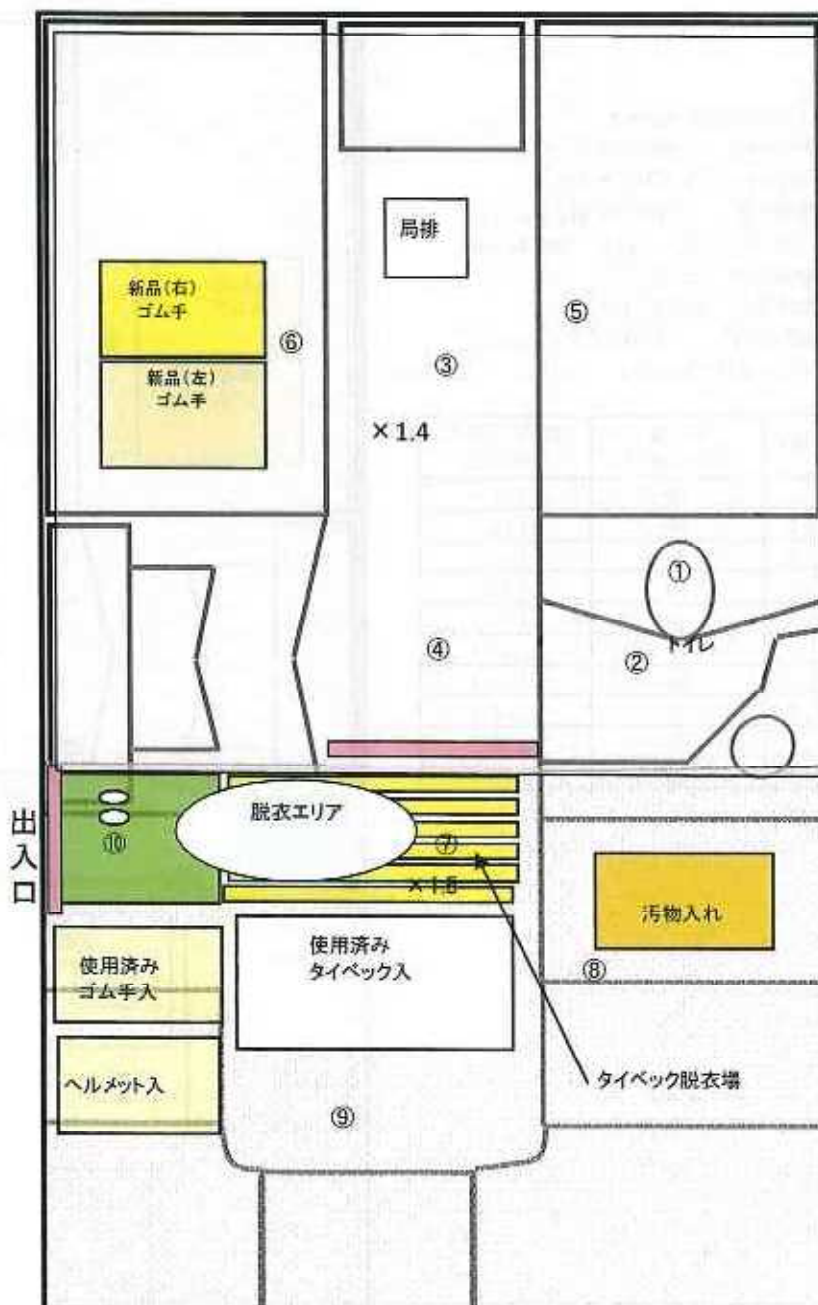 局排
新品(右)
ゴム手
⑤
⑥
③
新品(左)
ゴム手
×1.4
①
④
②
トイレ
出入口
脱衣エリア
⑩
⑦
汚物入れ
使用済み
タイベック入
使用済み
ゴム手入
⑧
ヘルメット入
タイベック脱衣場
⑨